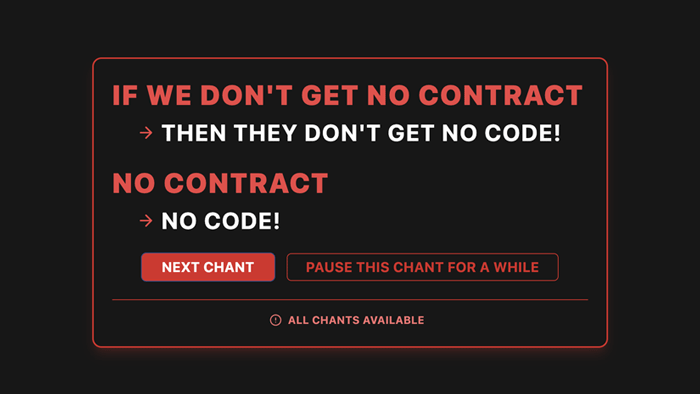 IF WE DON'T GET NO CONTRACT
→ THEN THEY DON'T GET NO CODE!
NO CONTRACT
→ NO CODE!
NEXT CHANT
PAUSE THIS CHANT FOR A WHILE
ALL CHANTS AVAILABLE